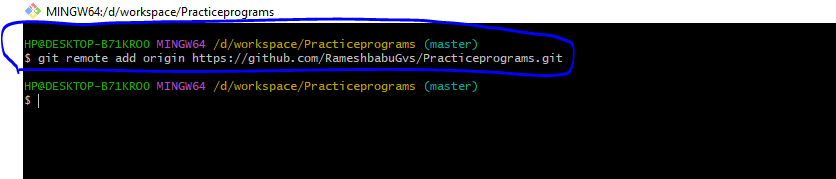 MINGW64:/d/workspace/Practiceprograms
HP@DESKTOP-B71KROO MINGW64 /d/workspace/Practiceprograms (master)
$ git remote add origin https://github.com/RameshbabuGvs/Practiceprograms.git
HP@DESKTOP-B71KROO MINGW64 /d/workspace/Practiceprograms (master)
$